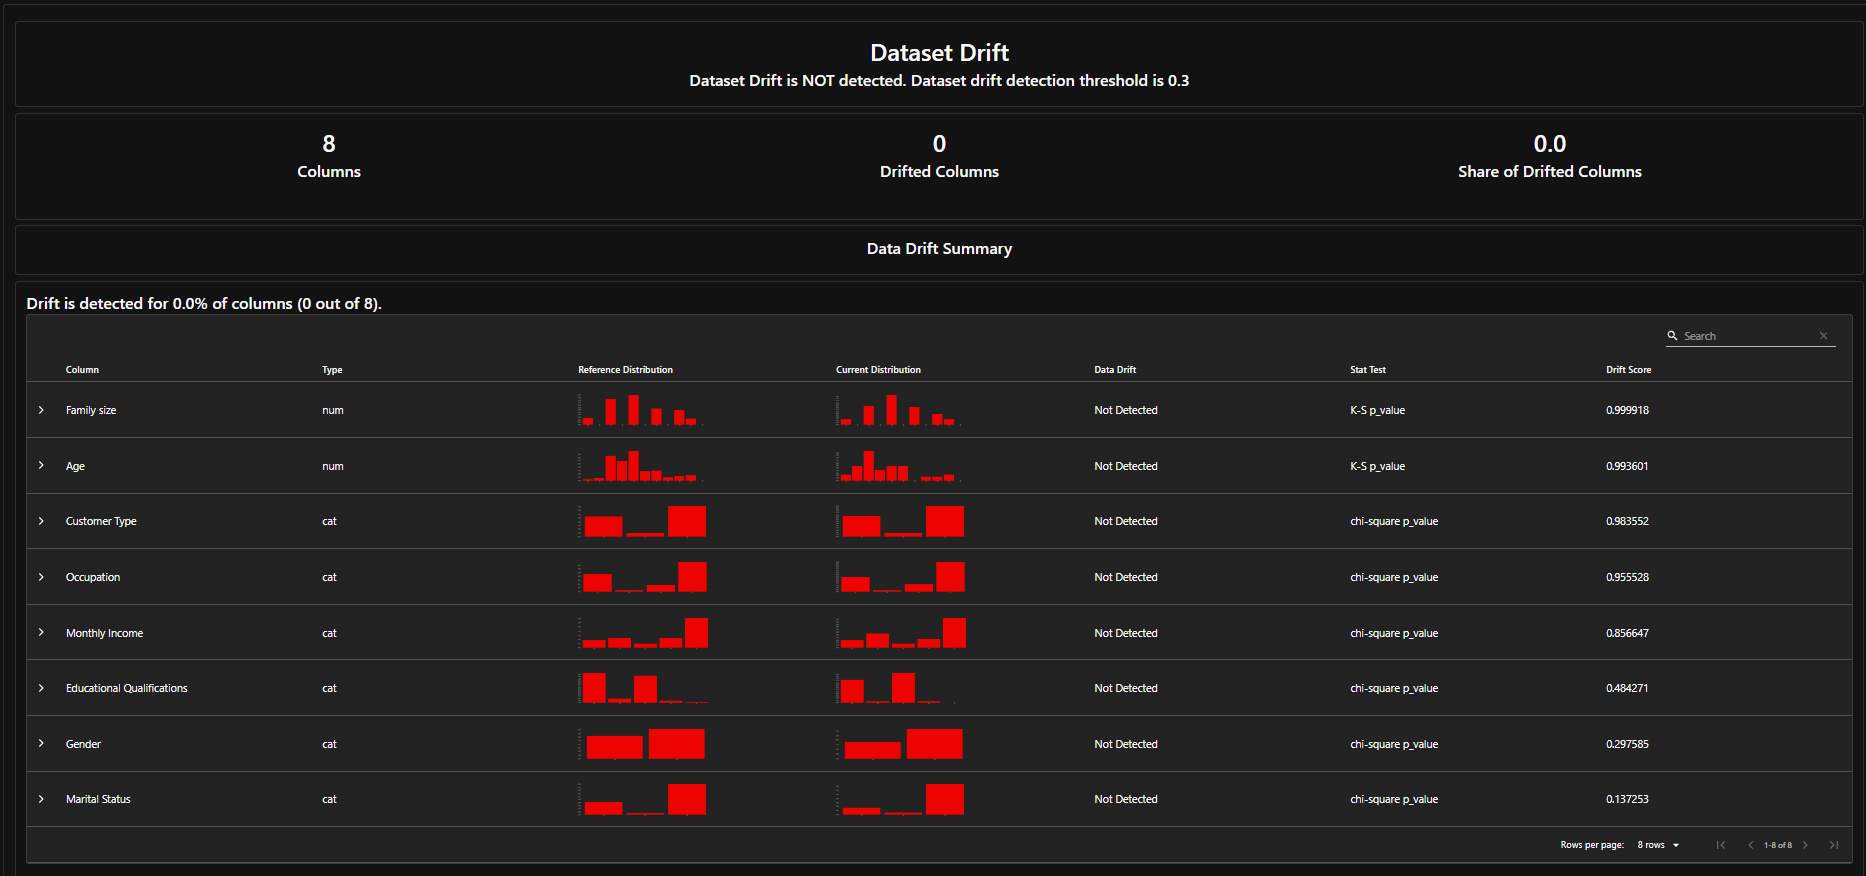 Dataset Drift
Dataset Drift is NOT detected. Dataset drift detection threshold is 0.3
8
Columns
0
Drifted Columns
0.0
Share of Drifted Columns
Data Drift Summary
Drift is detected for 0.0% of columns (0 out of 8).
Search
Column Type Reference Distribution Current Distribution Data Drift Stat Test Drift Score
Family size num Not Detected K-S p_value 0.999918
Age num Not Detected K-S p_value 0.993601
Customer Type cat Not Detected chi-square p_value 0.983552
Occupation cat Not Detected chi-square p_value 0.955528
Monthly Income cat Not Detected chi-square p_value 0.856647
Educational Qualifications cat Not Detected chi-square p_value 0.484271
Gender cat Not Detected chi-square p_value 0.297585
Marital Status cat Not Detected chi-square p_value 0.137253
Rows per page: 8 rows 1-8 of 8